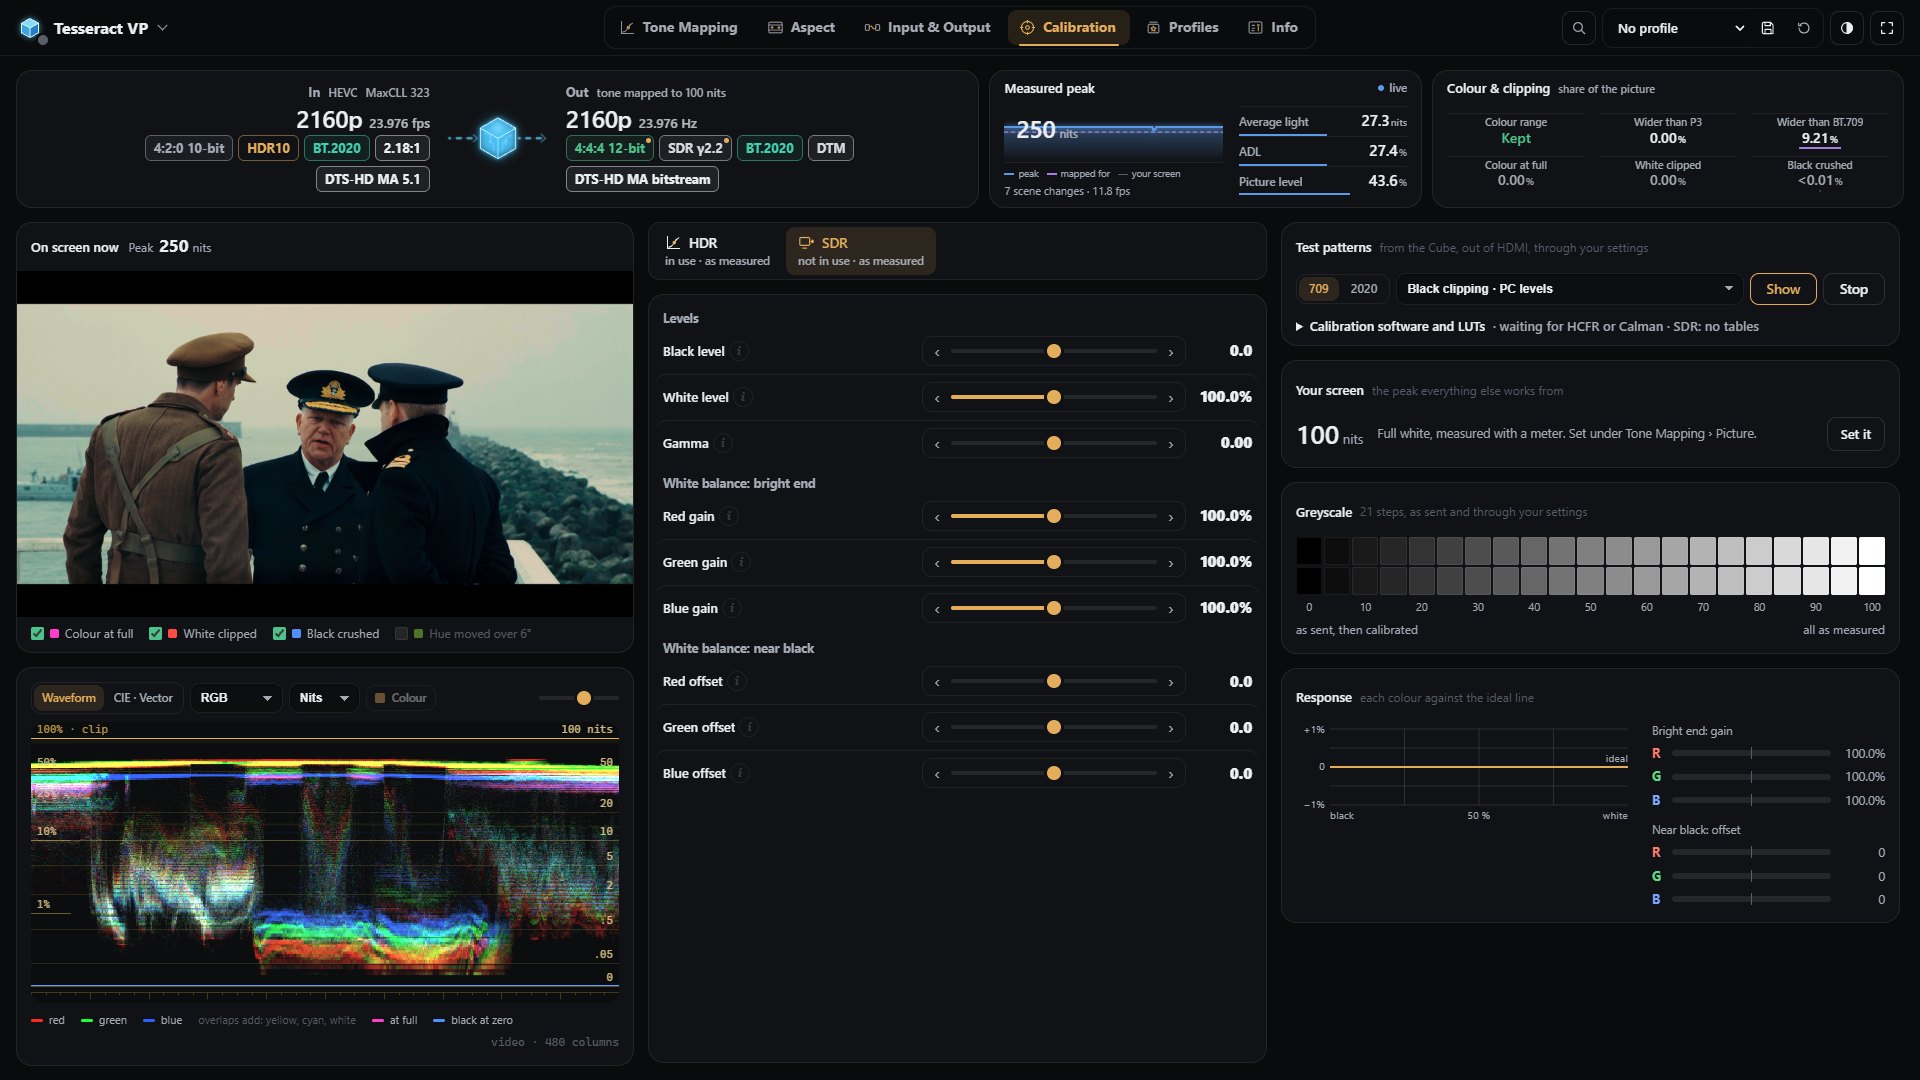 Tesseract VP
Tone Mapping
Aspect
Input & Output
Calibration
Profiles
Info
No profile
In HEVC MaxCLL 323
2160p 23.976 fps
4:2:0 10-bit HDR10 BT.2020 2.18:1
DTS-HD MA 5.1
Out tone mapped to 100 nits
2160p 23.976 Hz
4:4:4 12-bit SDR γ2.2 BT.2020 DTM
DTS-HD MA bitstream
Measured peak live
250 nits
peak mapped for your screen
7 scene changes · 11.8 fps
Average light 27.3 nits
ADL 27.4%
Picture level 43.6%
Colour & clipping share of the picture
Colour range Wider than P3 Wider than BT.709
Kept 0.00% 9.21%
Colour at full White clipped Black crushed
0.00% 0.00% <0.01%
On screen now Peak 250 nits
Colour at full White clipped Black crushed Hue moved over 6°
Waveform CIE · Vector RGB Nits Colour
100% · clip 100 nits
50% 50
25%
20
10% 10
5
2
1%
.5
.05
0
red green blue overlaps add: yellow, cyan, white at full black at zero
video · 480 columns
HDR
in use · as measured
SDR
not in use · as measured
Levels
Black level i ‹ › 0.0
White level i ‹ › 100.0%
Gamma i ‹ › 0.00
White balance: bright end
Red gain i ‹ › 100.0%
Green gain i ‹ › 100.0%
Blue gain i ‹ › 100.0%
White balance: near black
Red offset i ‹ › 0.0
Green offset i ‹ › 0.0
Blue offset i ‹ › 0.0
Test patterns from the Cube, out of HDMI, through your settings
709 2020 Black clipping · PC levels Show Stop
Calibration software and LUTs · waiting for HCFR or Calman · SDR: no tables
Your screen the peak everything else works from
100 nits Full white, measured with a meter. Set under Tone Mapping › Picture. Set it
Greyscale 21 steps, as sent and through your settings
0 10 20 30 40 50 60 70 80 90 100
as sent, then calibrated all as measured
Response each colour against the ideal line
+1%
ideal
0
−1%
black 50 % white
Bright end: gain
R 100.0%
G 100.0%
B 100.0%
Near black: offset
R 0
G 0
B 0